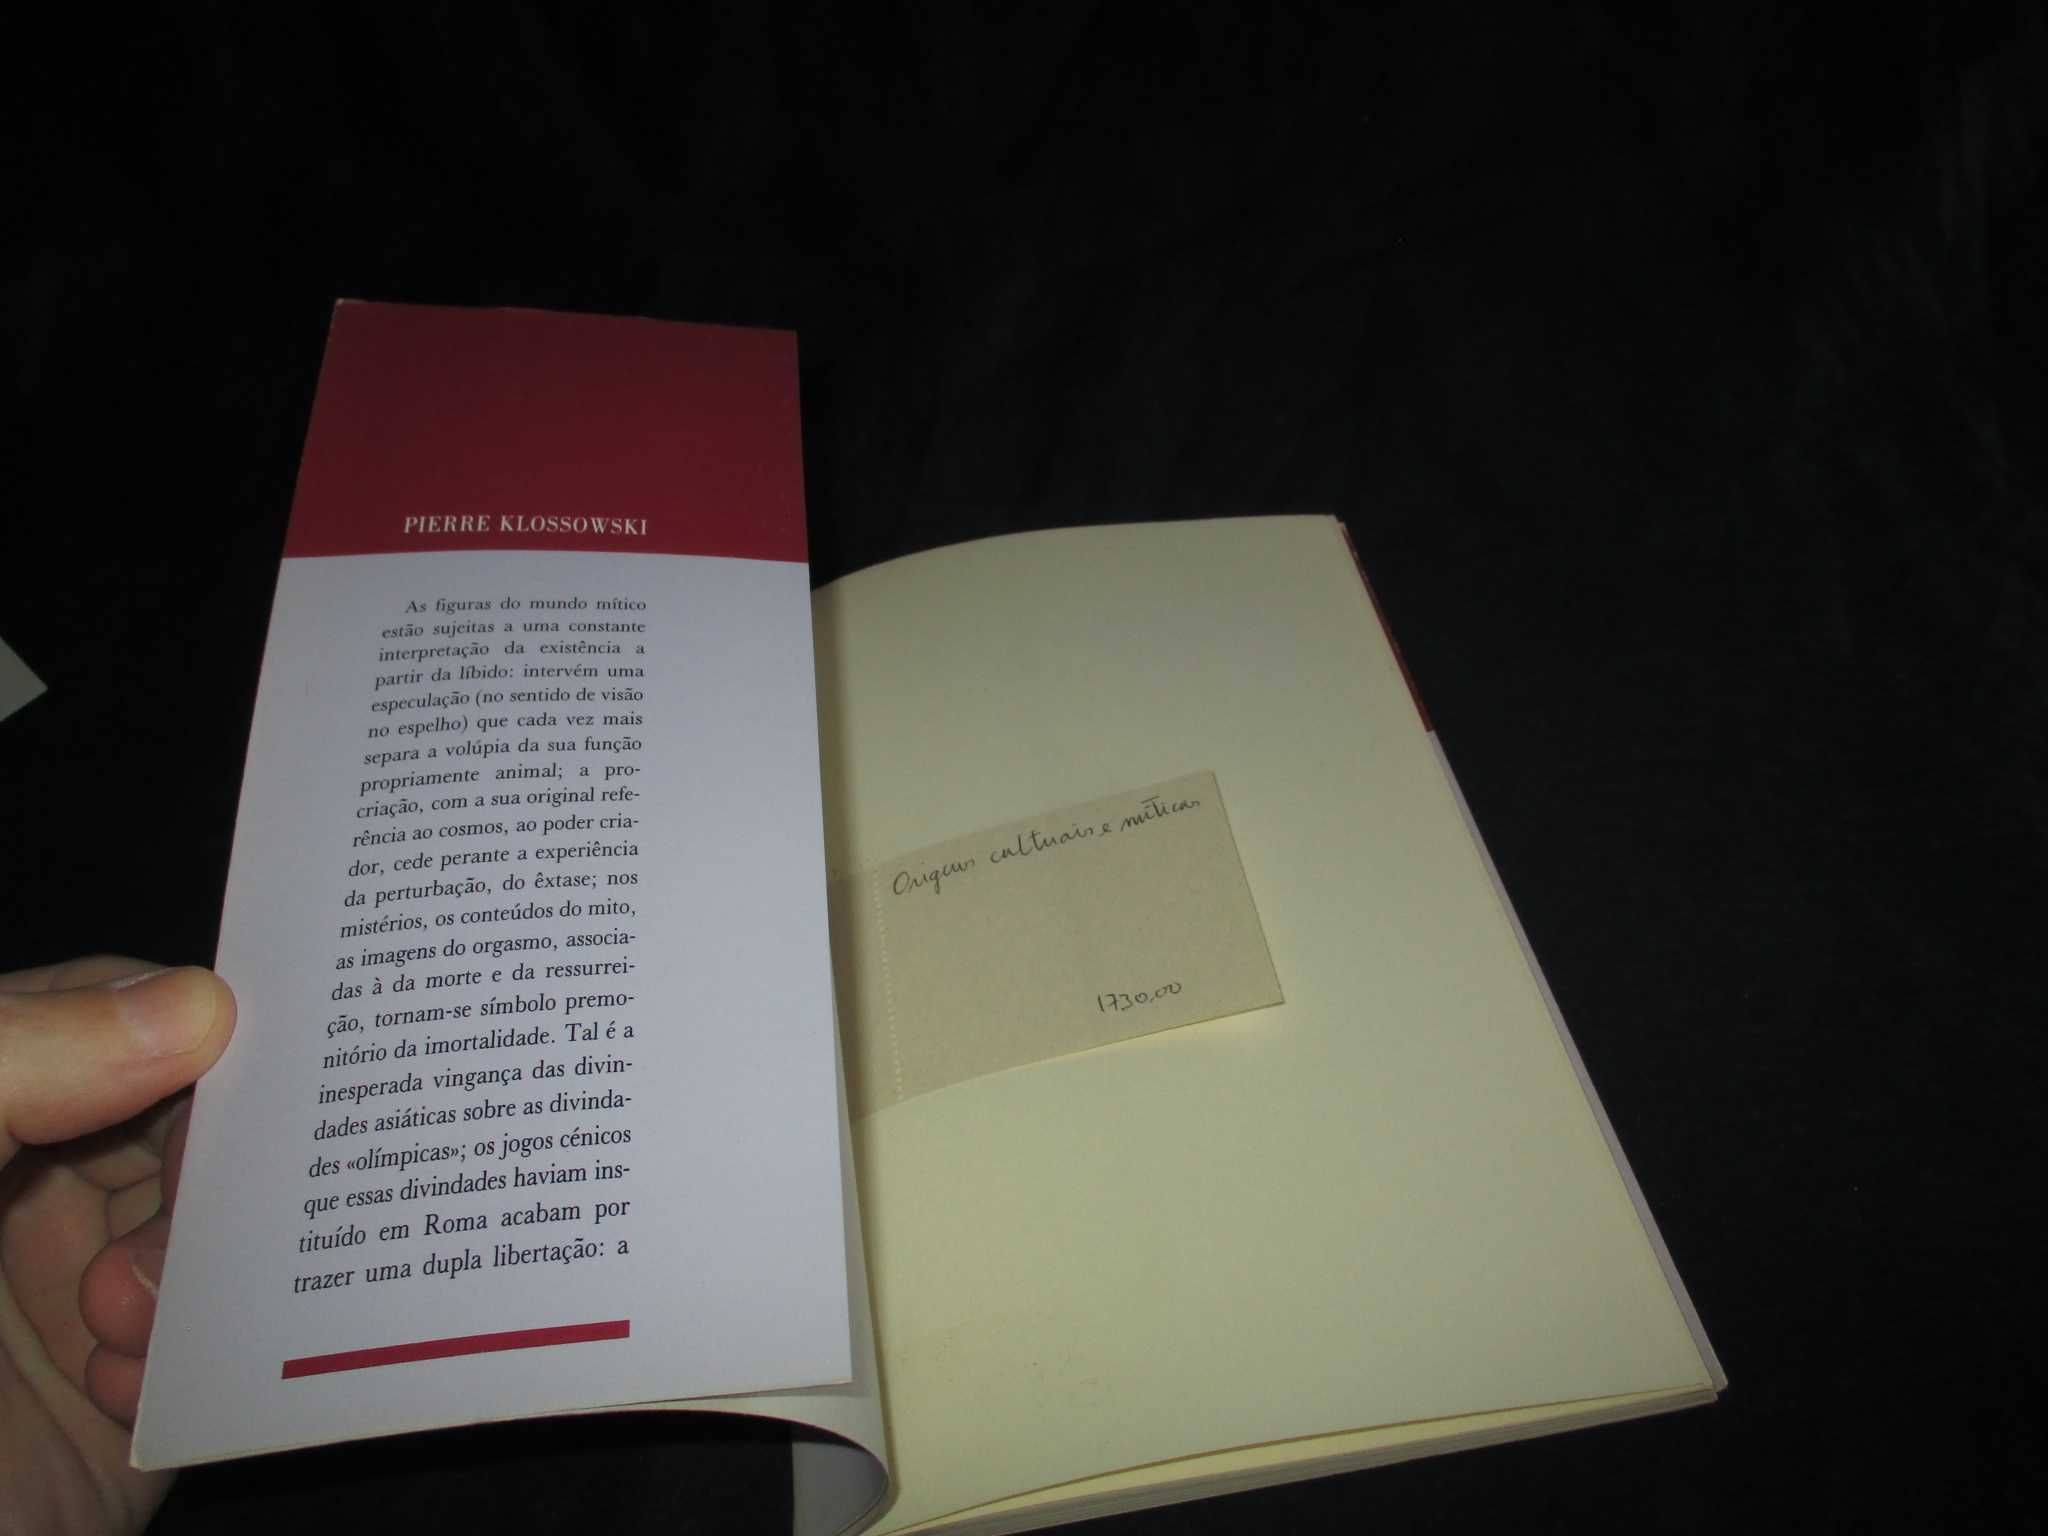 PIERRE KLOSSOWSKI
As figuras do mundo mítico
estão sujeitas a uma constante
interpretação da existência a
partir da líbido: intervém uma
especulação (no sentido de visão
no espelho) que cada vez mais
separa a volúpia da sua função
propriamente animal; a pro-
criação, com a sua original refe-
rência ao cosmos, ao poder cria-
dor, cede perante a experiência
da perturbação, do êxtase; nos
mistérios, os conteúdos do mito,
as imagens do orgasmo, associa-
das à da morte e da ressurrei-
ção, tornam-se símbolo premo-
nitório da imortalidade. Tal é a
inesperada vingança das divin-
dades asiáticas sobre as divinda-
des «olímpicas»; os jogos cénicos
que essas divindades haviam ins-
tituído em Roma acabam por
trazer uma dupla libertação: a
Origens cultuais e míticas
1730,00